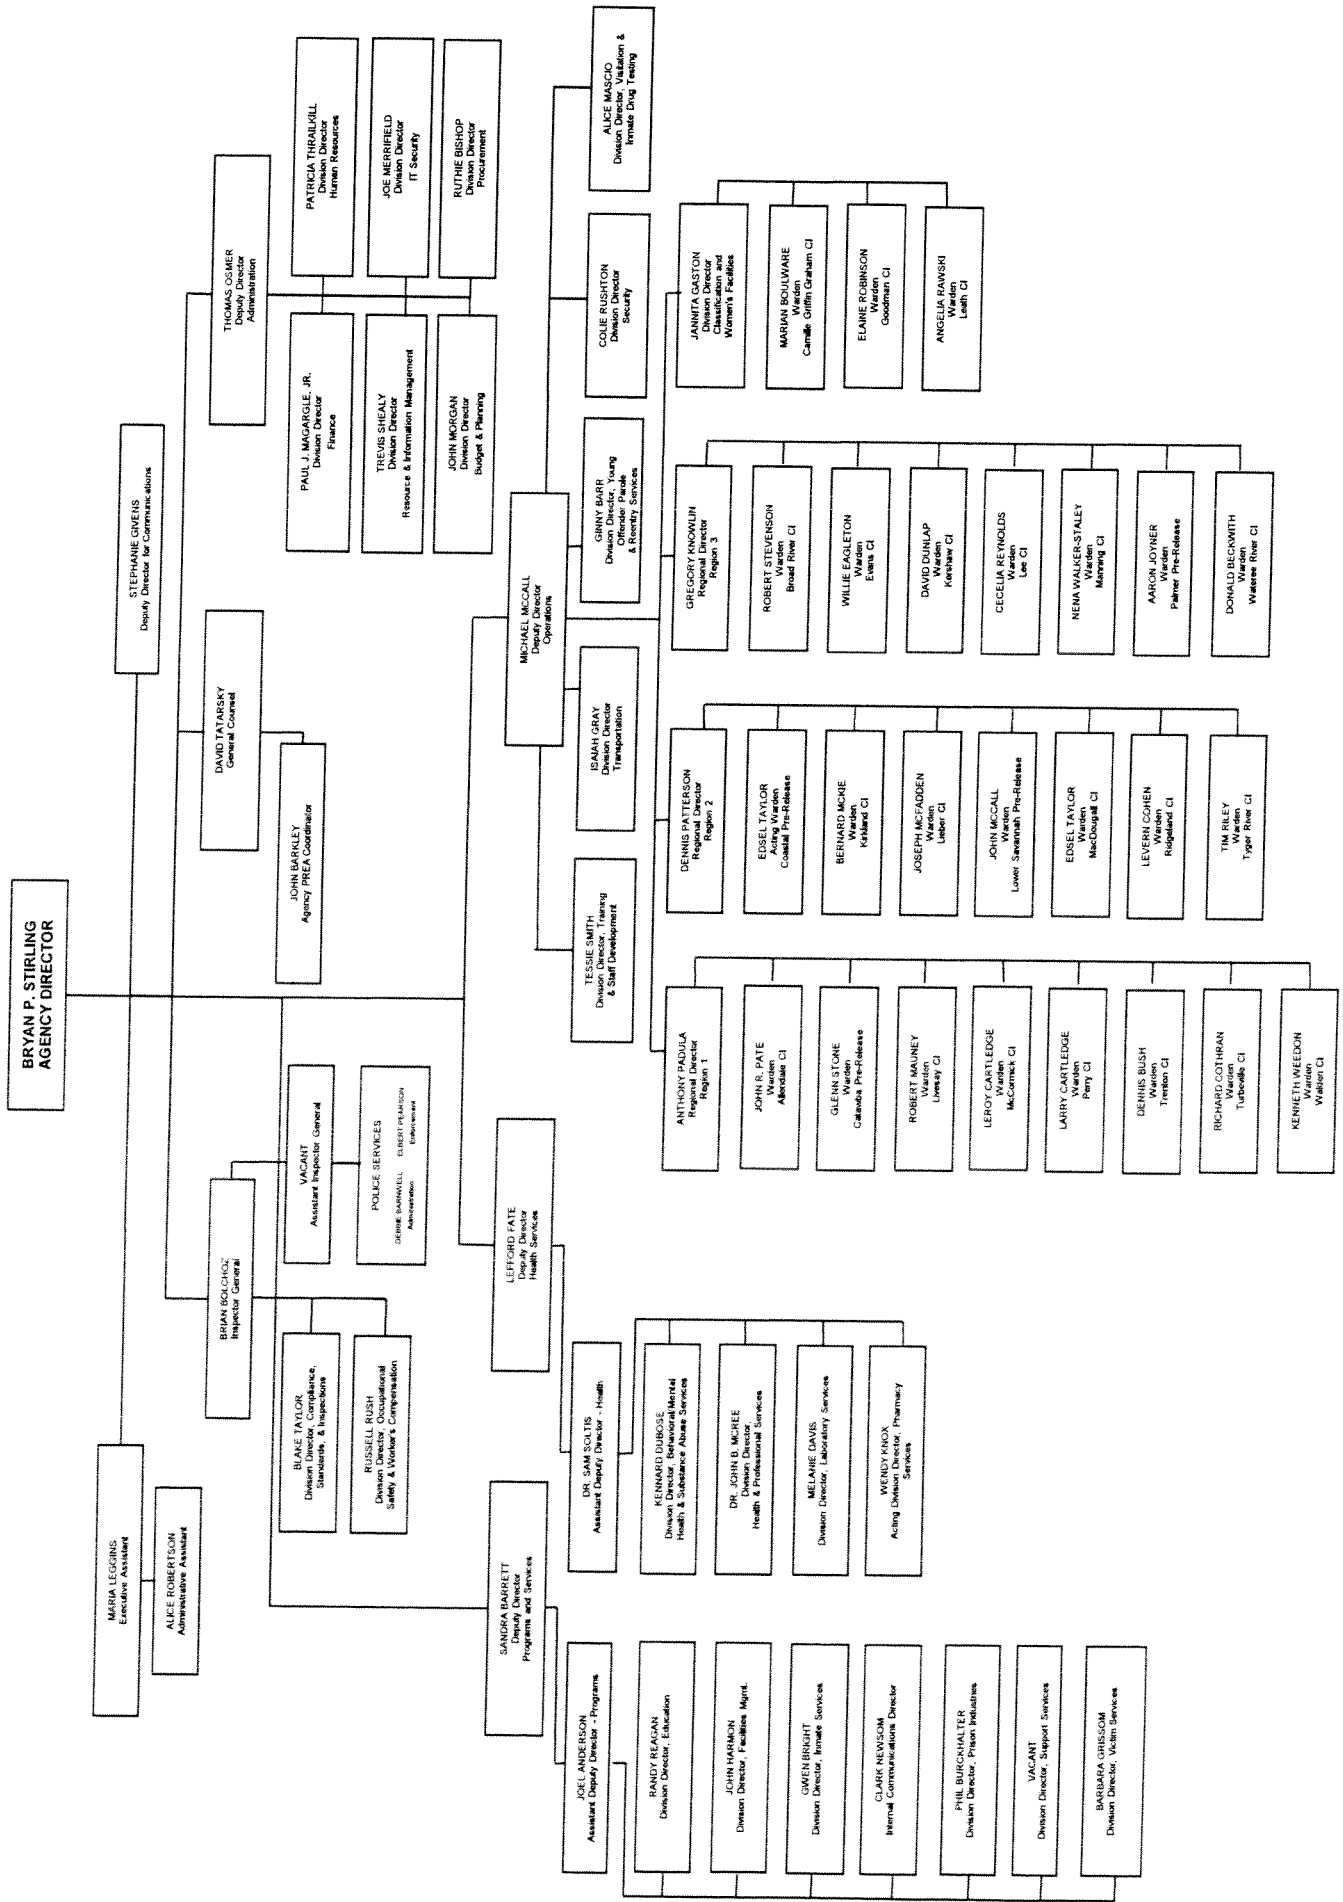 BRYAN P. STIRLING
AGENCY DIRECTOR
MARIA LEGGINS
Executive Assistant
ALICE ROBERTSON
Administrative Assistant
STEPHANIE GIVENS
Deputy Director for Communications
BRIAN BOLCHOZ
Inspector General
BLAKE TAYLOR
Division Director, Compliance,
Standards, & Inspections
RUSSELL RUSH
Division Director, Occupational
Safety & Worker's Compensation
VACANT
Assistant Inspector General
POLICE SERVICES
DEBBIE BARNWELL ELBERT PEARSON
Administration Enforcement
DAVID TATARSKY
General Counsel
JOHN BARKLEY
Agency PREA Coordinator
THOMAS OSMER
Deputy Director
Administration
PAUL J. MAGARGLE, JR.
Division Director
Finance
PATRICIA THRAILKILL
Division Director
Human Resources
TREVIS SHEALY
Division Director
Resource & Information Management
JOE MERRIFIELD
Division Director
IT Security
JOHN MORGAN
Division Director
Budget & Planning
RUTHIE BISHOP
Division Director
Procurement
SANDRA BARRETT
Deputy Director
Programs and Services
JOEL ANDERSON
Assistant Deputy Director - Programs
RANDY REAGAN
Division Director, Education
JOHN HARMON
Division Director, Facilities Mgmt.
GWEN BRIGHT
Division Director, Inmate Services
CLARK NEWSOM
Internal Communications Director
PHIL BURCKHALTER
Division Director, Prison Industries
VACANT
Division Director, Support Services
BARBARA GRISSOM
Division Director, Victim Services
LEFFORD FATE
Deputy Director
Health Services
DR. SAM SOLTIS
Assistant Deputy Director - Health
KENNARD DUBOSE
Division Director, Behavioral/Mental
Health & Substance Abuse Services
DR. JOHN B. MCREE
Division Director,
Health & Professional Services
MELANIE DAVIS
Division Director, Laboratory Services
WENDY KNOX
Acting Division Director, Pharmacy
Services
MICHAEL MCCALL
Deputy Director
Operations
TESSIE SMITH
Division Director, Training
& Staff Development
ISAIAH GRAY
Division Director
Transportation
GINNY BARR
Division Director, Young
Offender Parole
& Reentry Services
COLIE RUSHTON
Division Director
Security
ALICE MASCIO
Division Director, Visitation &
Inmate Drug Testing
ANTHONY PADULA
Regional Director
Region 1
JOHN R. PATE
Warden
Allendale CI
GLENN STONE
Warden
Catawba Pre-Release
ROBERT MAUNEY
Warden
Livesay CI
LEROY CARTLEDGE
Warden
McCormick CI
LARRY CARTLEDGE
Warden
Perry CI
DENNIS BUSH
Warden
Trenton CI
RICHARD COTHRAN
Warden
Turbeville CI
KENNETH WEEDON
Warden
Walden CI
DENNIS PATTERSON
Regional Director
Region 2
EDSEL TAYLOR
Acting Warden
Coastal Pre-Release
BERNARD MCKIE
Warden
Kirkland CI
JOSEPH MCFADDEN
Warden
Lieber CI
JOHN MCCALL
Warden
Lower Savannah Pre-Release
EDSEL TAYLOR
Warden
MacDougall CI
LEVERN COHEN
Warden
Ridgeland CI
TIM RILEY
Warden
Tyger River CI
GREGORY KNOWLIN
Regional Director
Region 3
ROBERT STEVENSON
Warden
Broad River CI
WILLIE EAGLETON
Warden
Evans CI
DAVID DUNLAP
Warden
Kershaw CI
CECELIA REYNOLDS
Warden
Lee CI
NENA WALKER-STALEY
Warden
Manning CI
AARON JOYNER
Warden
Palmer Pre-Release
DONALD BECKWITH
Warden
Wateree River CI
JANNITA GASTON
Division Director
Classification and
Women's Facilities
MARIAN BOULWARE
Warden
Camille Griffin Graham CI
ELAINE ROBINSON
Warden
Goodman CI
ANGELIA RAWSKI
Warden
Leath CI